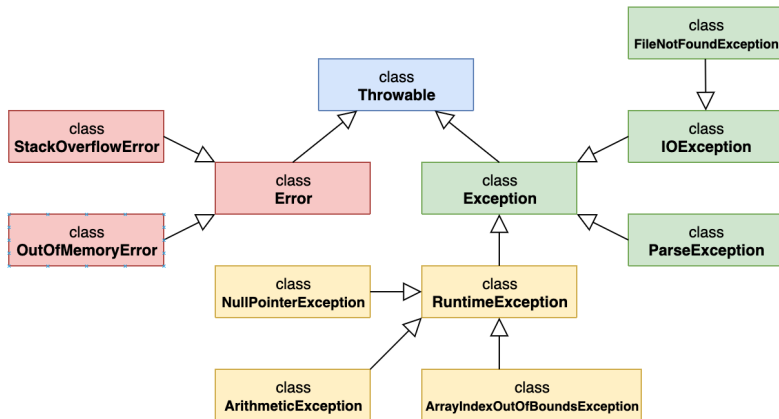 class
FileNotFoundException
class
Throwable
class
StackOverflowError
class
IOException
class
Error
class
Exception
class
OutOfMemoryError
class
ParseException
class
NullPointerException
class
RuntimeException
class
ArithmeticException
class
ArrayIndexOutOfBoundsException